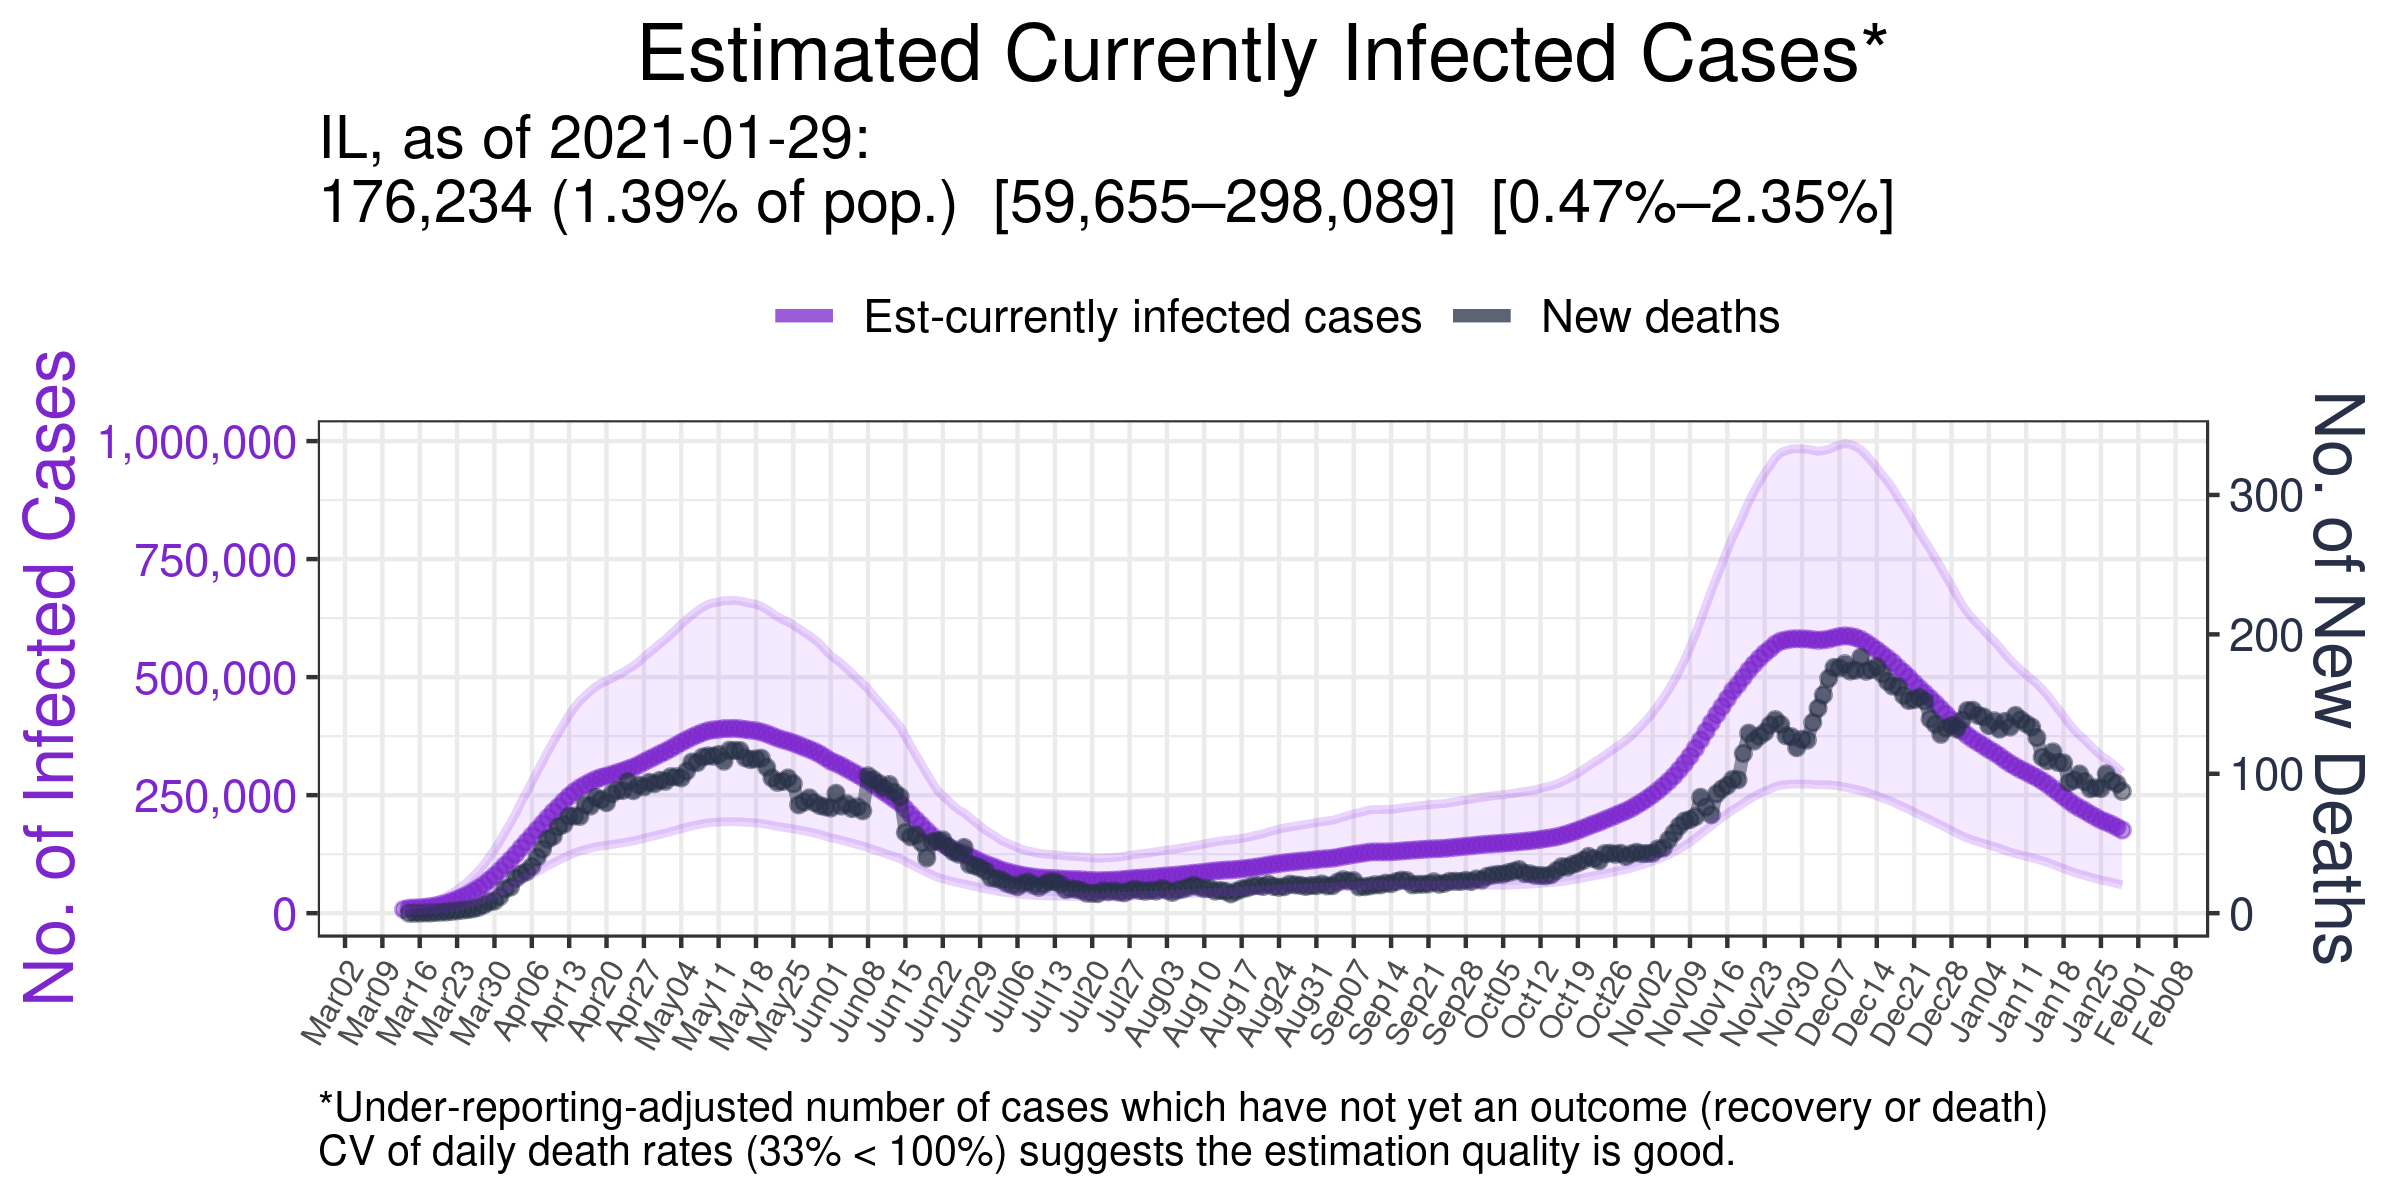 Estimated Currently Infected Cases*
IL, as of 2021-01-29:
176,234 (1.39% of pop.)  [59,655–298,089]  [0.47%–2.35%]
Est-currently infected cases
New deaths
No. of Infected Cases
1,000,000
750,000
500,000
250,000
0
No. of New Deaths
300
200
100
0
Mar02
Mar09
Mar16
Mar23
Mar30
Apr06
Apr13
Apr20
Apr27
May04
May11
May18
May25
Jun01
Jun08
Jun15
Jun22
Jun29
Jul06
Jul13
Jul20
Jul27
Aug03
Aug10
Aug17
Aug24
Aug31
Sep07
Sep14
Sep21
Sep28
Oct05
Oct12
Oct19
Oct26
Nov02
Nov09
Nov16
Nov23
Nov30
Dec07
Dec14
Dec21
Dec28
Jan04
Jan11
Jan18
Jan25
Feb01
Feb08
*Under-reporting-adjusted number of cases which have not yet an outcome (recovery or death)
CV of daily death rates (33% < 100%) suggests the estimation quality is good.